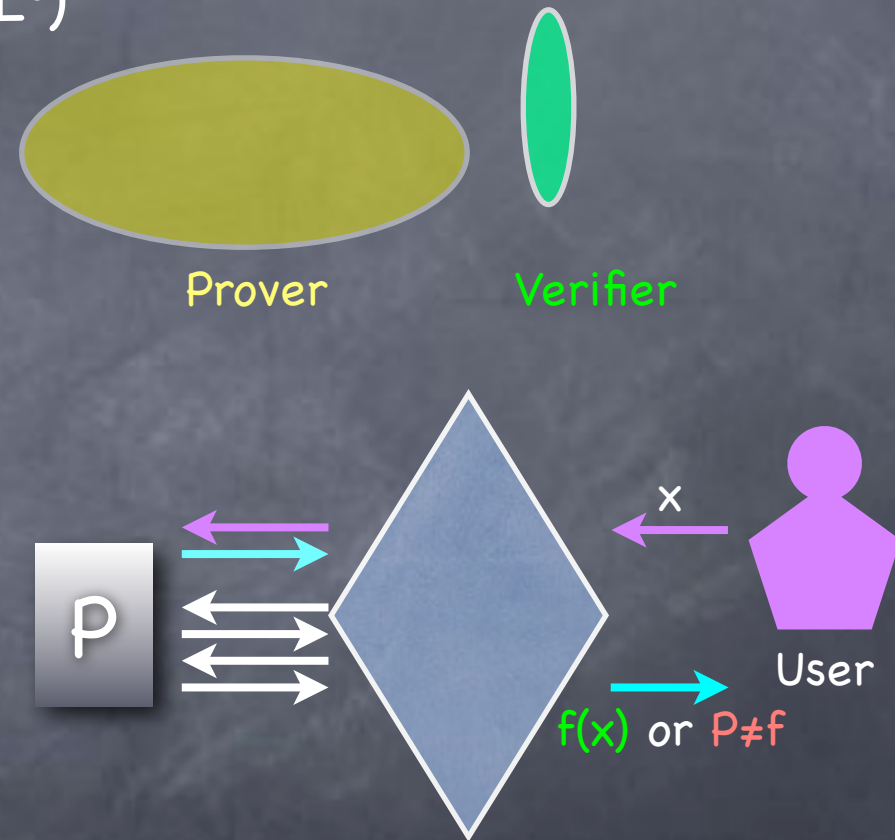 Prover
Verifier
x
P
User
f(x) or P≠f